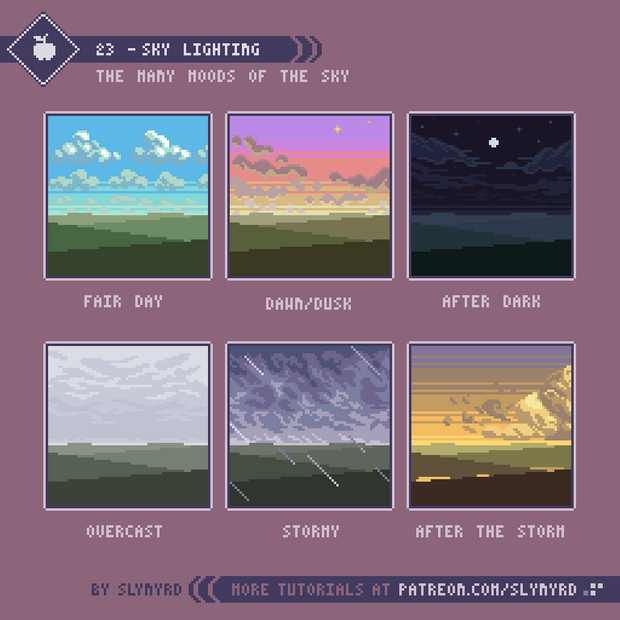 23 - SKY LIGHTING
THE MANY MOODS OF THE SKY
FAIR DAY
DAWN/DUSK
AFTER DARK
OVERCAST
STORMY
AFTER THE STORM
BY SLYNYRD
MORE TUTORIALS AT PATREON.COM/SLYNYRD